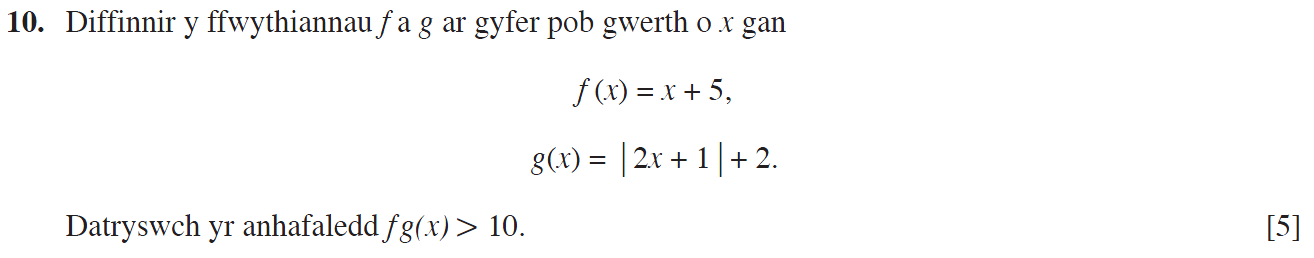 10. Diffinnir y ffwythiannau f a g ar gyfer pob gwerth o x gan
f (x) = x + 5,
g(x) = |2x + 1| + 2.
Datryswch yr anhafaledd fg(x) > 10. [5]